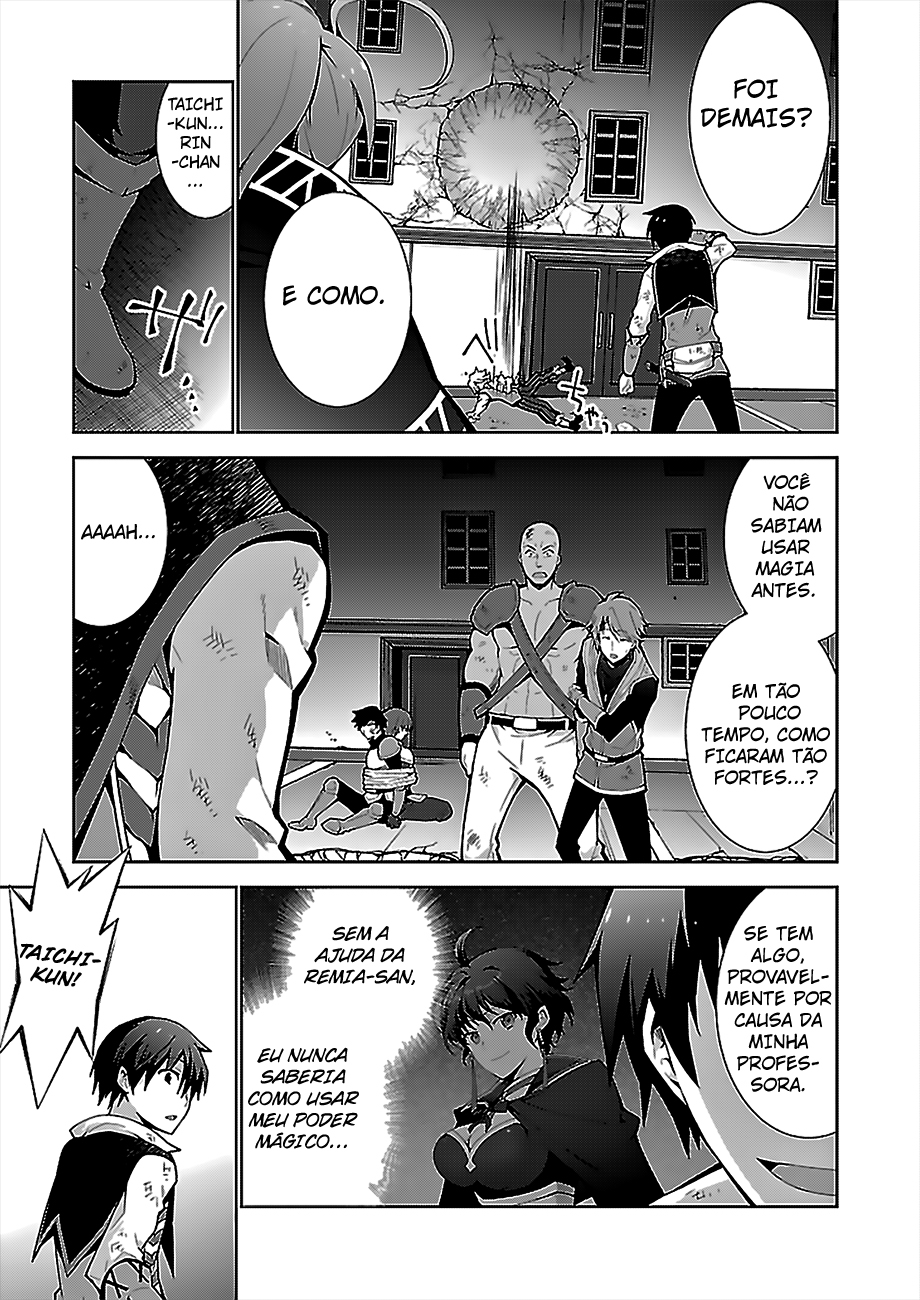 FOI
DEMAIS?
E COMO.
TAICHI
-KUN...
RIN
-CHAN
...
ザッ
VOCÊ
NÃO
SABIAM
USAR
MAGIA
ANTES.
EM TÃO
POUCO
TEMPO, COMO
FICARAM TÃO
FORTES...?
AAAAH...
SE TEM
ALGO,
PROVAVEL-
MENTE POR
CAUSA DA
MINHA
PROFES-
SORA.
SEM A
AJUDA DA
REMIA-SAN,
EU NUNCA
SABERIA
COMO USAR
MEU PODER
MÁGICO...
TAICHI-
KUN!